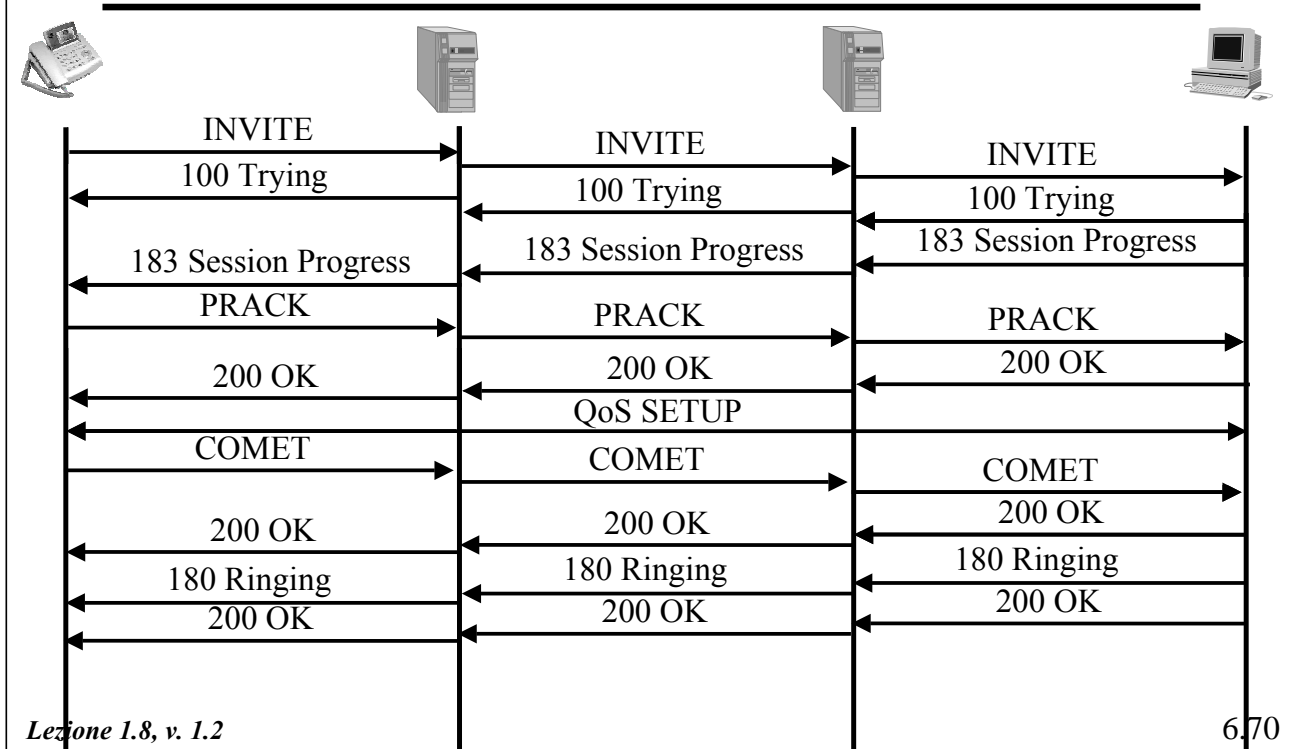 INVITE
INVITE
INVITE
100 Trying
100 Trying
100 Trying
183 Session Progress
183 Session Progress
183 Session Progress
PRACK
PRACK
PRACK
200 OK
200 OK
200 OK
QoS SETUP
COMET
COMET
COMET
200 OK
200 OK
200 OK
180 Ringing
180 Ringing
180 Ringing
200 OK
200 OK
200 OK
Lezione 1.8, v. 1.2
6.70